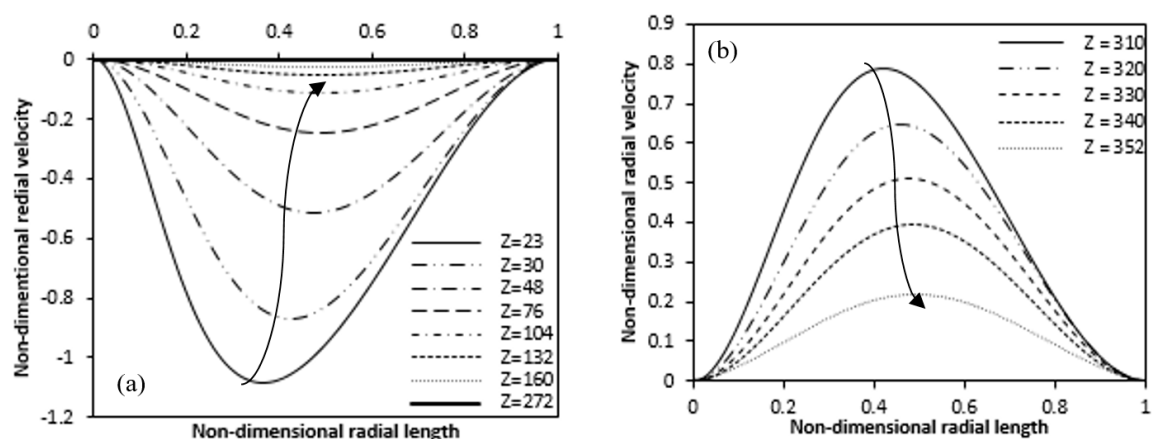 0 0.2 0.4 0.6 0.8 1
0
-0.2
-0.4
-0.6
-0.8
-1
-1.2
Non-dimentional redial velocity
Z=23
Z=30
Z=48
Z=76
Z=104
Z=132
Z=160
Z=272
(a)
Non-dimensional radial length
0.9
0.8
0.7
0.6
0.5
0.4
0.3
0.2
0.1
0
Non-dimensional radial velocity
(b)
Z = 310
Z =320
Z = 330
Z = 340
Z = 352
0 0.2 0.4 0.6 0.8 1
Non-dimensional radial length